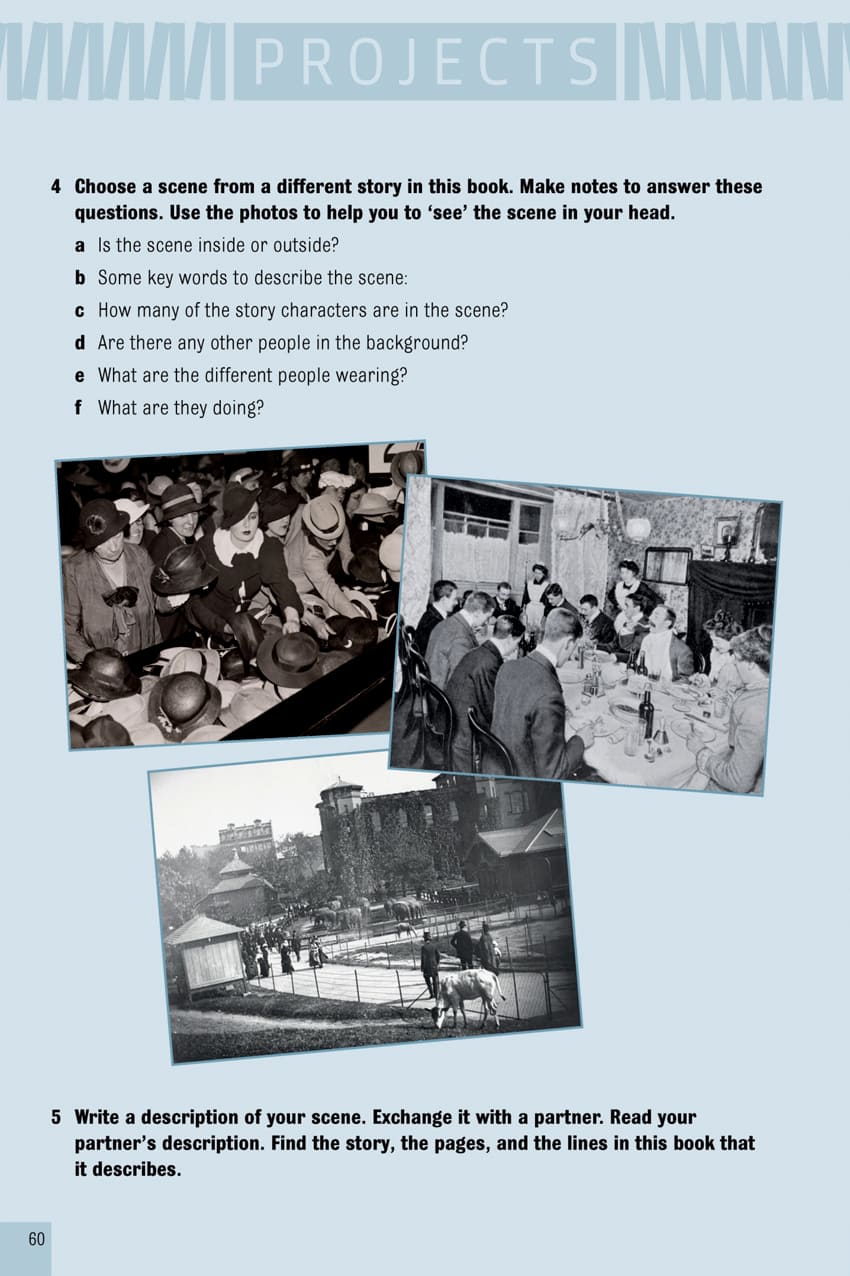 PROJECTS
4 Choose a scene from a different story in this book. Make notes to answer these
questions. Use the photos to help you to ‘see’ the scene in your head.
a Is the scene inside or outside?
b Some key words to describe the scene:
c How many of the story characters are in the scene?
d Are there any other people in the background?
e What are the different people wearing?
f What are they doing?
5 Write a description of your scene. Exchange it with a partner. Read your
partner’s description. Find the story, the pages, and the lines in this book that
it describes.
60